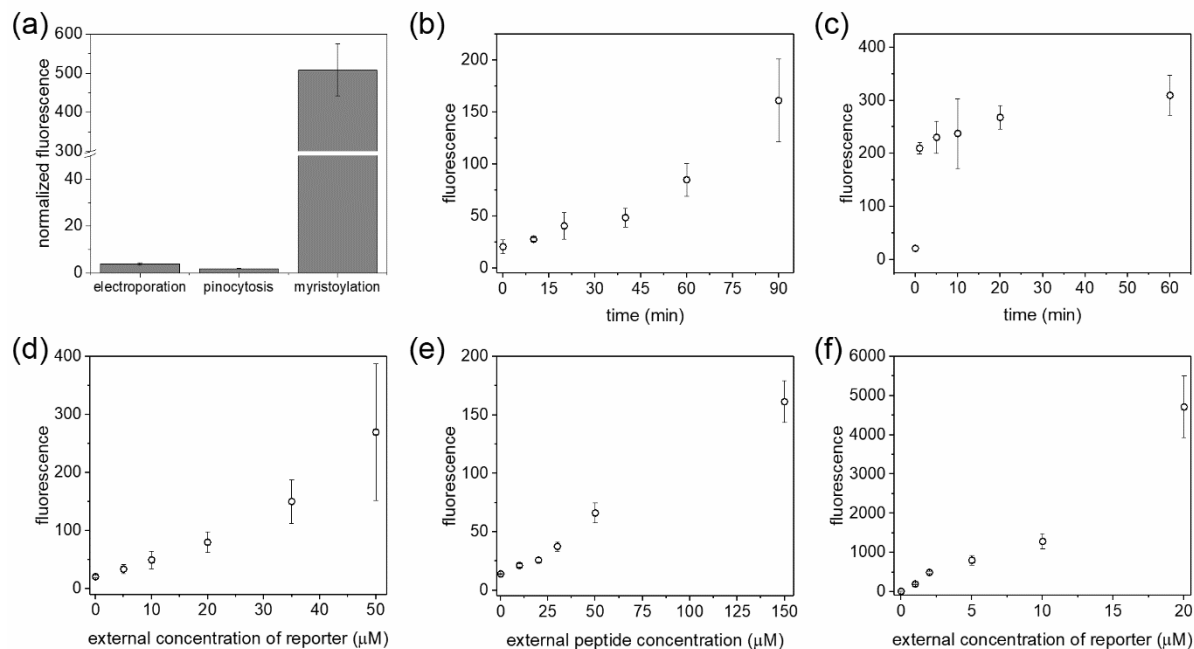 (a)
normalized fluorescence
600
500
400
300
40
20
0
electroporation pinocytosis myristoylation
(b)
fluorescence
200
150
100
50
0
0 15 30 45 60 75 90
time (min)
(c)
fluorescence
400
300
200
100
0
0 10 20 30 40 50 60
time (min)
(d)
fluorescence
400
300
200
100
0
0 10 20 30 40 50
external concentration of reporter (μM)
(e)
fluorescence
200
150
100
50
0
0 25 50 75 100 125 150
external peptide concentration (μM)
(f)
fluorescence
6000
5000
4000
3000
2000
1000
0
0 5 10 15 20
external concentration of reporter (μM)